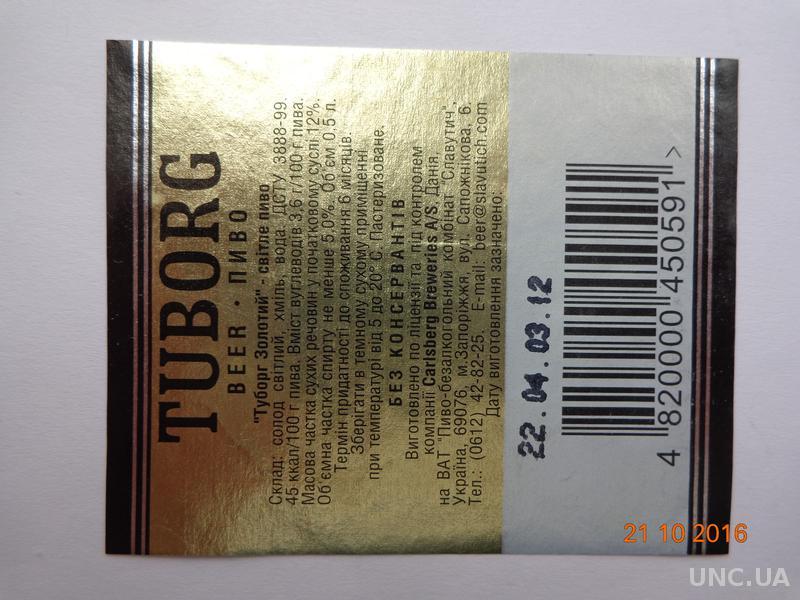 TUBORG
BEER · ПИВО
"Туборг Золотий" - світле пиво
Склад: солод світлий, хміль, вода. ДСТУ 3888-99.
45 ккал/100 г пива. Вміст вуглеводів 3,6 г/100 г пива.
Масова частка сухих речовин у початковому суслі 12%.
Об'ємна частка спирту не менше 5,0%. Об'єм 0,5 л.
Термін придатності до споживання 6 місяців.
Зберігати в темному сухому приміщенні
при температурі від 5 до 20° С. Пастеризоване.
БЕЗ КОНСЕРВАНТІВ
Виготовлено по ліцензії та під контролем
компанії Carlsberg Breweries A/S, Данія,
на ВАТ "Пиво-безалкогольний комбінат "Славутич",
Україна, 69076, м.Запоріжжя, вул. Сапожнікова, 6.
Тел.: (0612) 42-82-25 E-mail: beer@slavutich.com
Дату виготовлення зазначено:
22.04.03.12
4 820000 450591 >
21 10 2016
UNC.UA